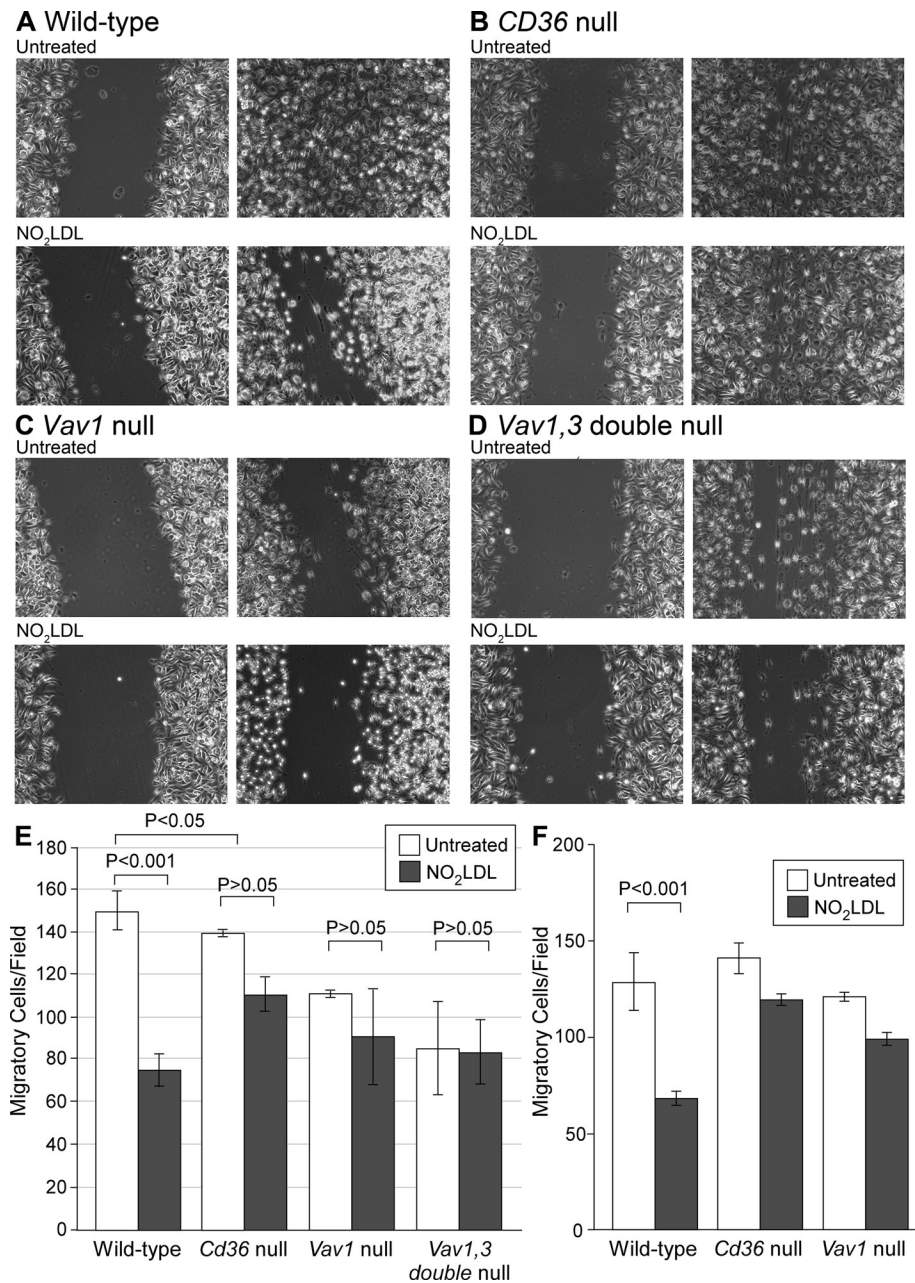 A Wild-type
Untreated
NO₂LDL
B CD36 null
Untreated
NO₂LDL
C Vav1 null
Untreated
NO₂LDL
D Vav1,3 double null
Untreated
NO₂LDL
E
P<0.05
P<0.001
P>0.05
P>0.05
P>0.05
Untreated
NO₂LDL
Migratory Cells/Field
180
160
140
120
100
80
60
40
20
0
Wild-type
Cd36 null
Vav1 null
Vav1,3
double null
F
P<0.001
Untreated
NO₂LDL
Migratory Cells/Field
200
150
100
50
0
Wild-type
Cd36 null
Vav1 null